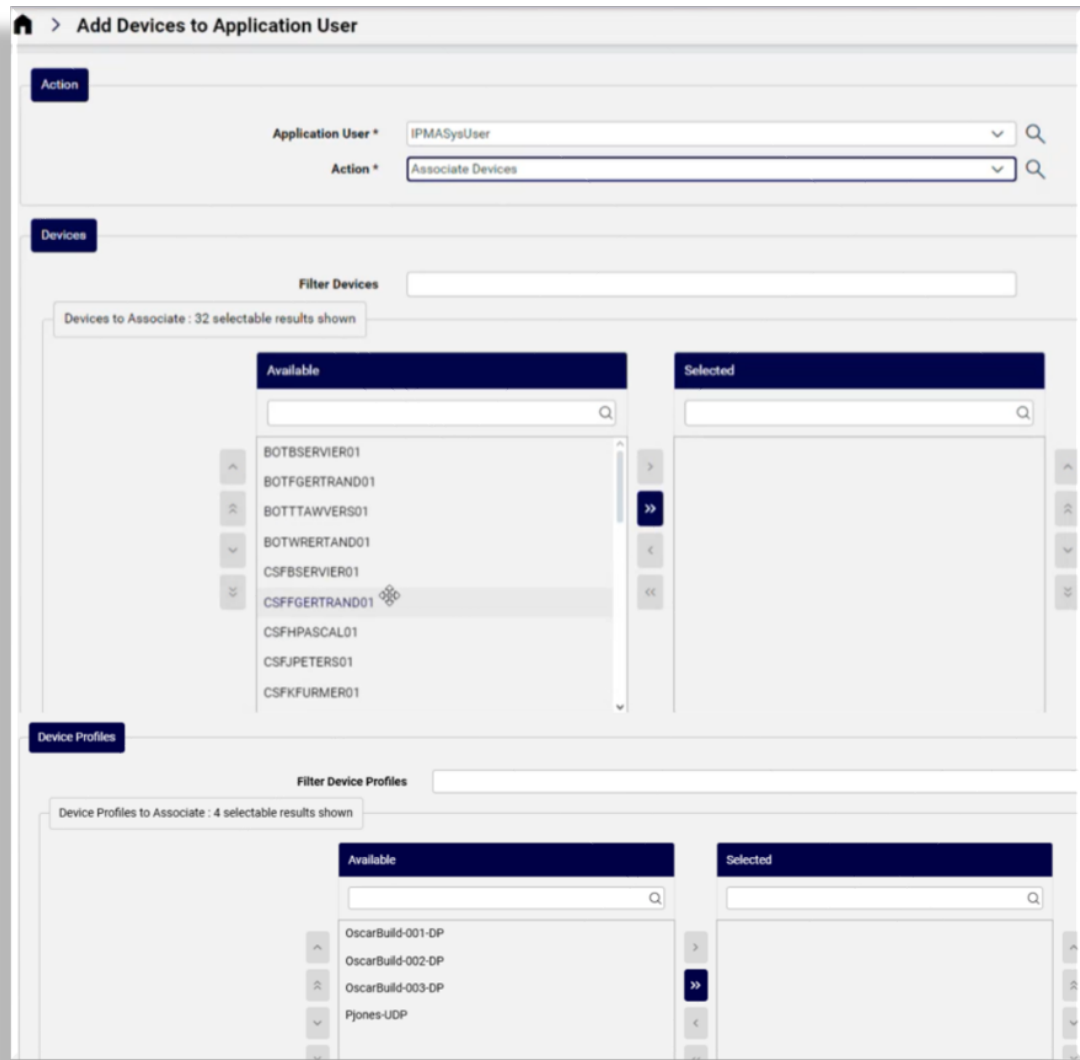 Add Devices to Application User
Action
Application User *
IPMASysUser
Action *
Associate Devices
Devices
Filter Devices
Devices to Associate : 32 selectable results shown
Available
Selected
BOTBSERVIER01
BOTFGERTRAND01
BOTTTAWVERS01
BOTWRERTAND01
CSFBSERVIER01
CSFFGERTRAND01
CSFHPASCAL01
CSFJPETERS01
CSFKFURMER01
Device Profiles
Filter Device Profiles
Device Profiles to Associate : 4 selectable results shown
Available
Selected
OscarBuild-001-DP
OscarBuild-002-DP
OscarBuild-003-DP
Pjones-UDP